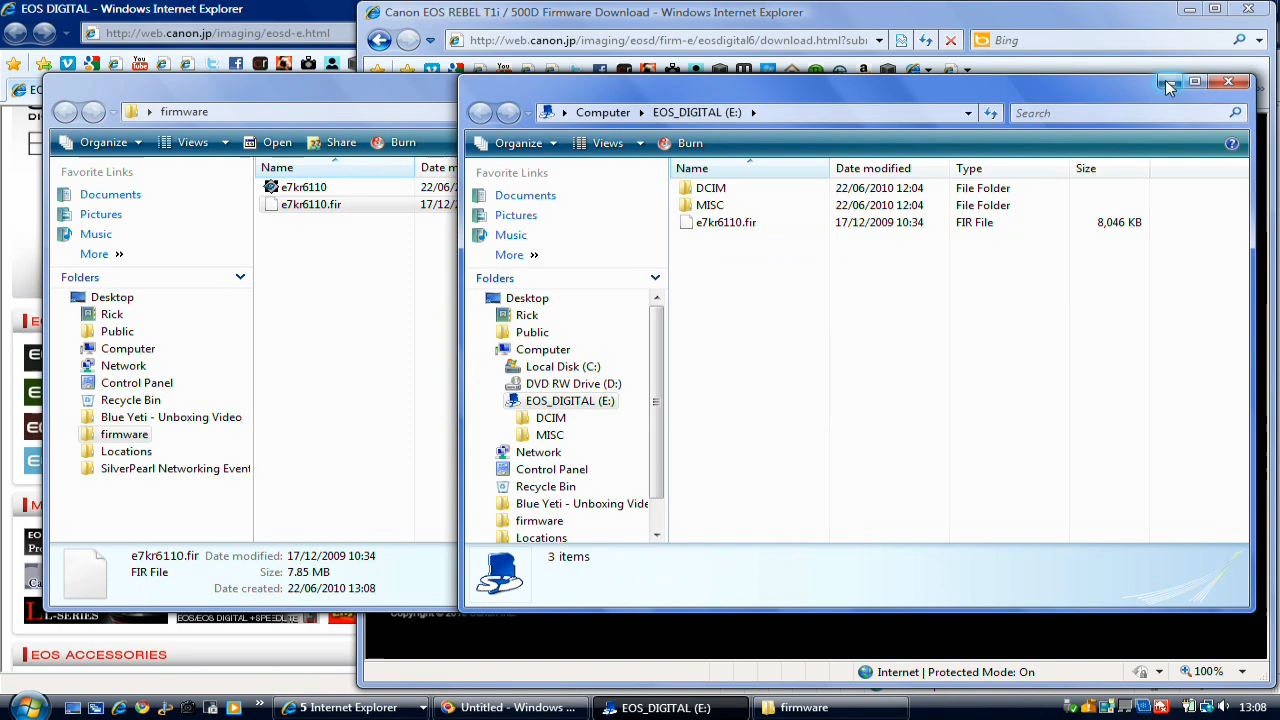 EOS DIGITAL - Windows Internet Explorer
Canon EOS REBEL T1i / 500D Firmware Download - Windows Internet Explorer
http://web.canon.jp/imaging/eosd-e.html
http://web.canon.jp/imaging/eosd/firm-e/eosdigital6/download.html?subm
Bing
EO
firmware
Organize
Views
Open
Share
Burn
Favorite Links
Documents
Pictures
Music
More »
Folders
Desktop
Rick
Public
Computer
Network
Control Panel
Recycle Bin
Blue Yeti - Unboxing Video
firmware
Locations
SilverPearl Networking Event
Name
Date m
e7kr6110
22/06/
e7kr6110.fir
17/12/
e7kr6110.fir Date modified: 17/12/2009 10:34
FIR File Size: 7.85 MB
Date created: 22/06/2010 13:08
Computer
EOS_DIGITAL (E:)
Search
Organize
Views
Burn
Favorite Links
Documents
Pictures
Music
More »
Folders
Desktop
Rick
Public
Computer
Local Disk (C:)
DVD RW Drive (D:)
EOS_DIGITAL (E:)
DCIM
MISC
Network
Control Panel
Recycle Bin
Blue Yeti - Unboxing Vide
firmware
Locations
Name Date modified Type Size
DCIM 22/06/2010 12:04 File Folder
MISC 22/06/2010 12:04 File Folder
e7kr6110.fir 17/12/2009 10:34 FIR File 8,046 KB
3 items
L-SERIES
EOS/EOS DIGITAL +SPEEDLITE
EOS ACCESSORIES
Internet | Protected Mode: On
100%
5 Internet Explorer
Untitled - Windows ...
EOS_DIGITAL (E:)
firmware
13:08